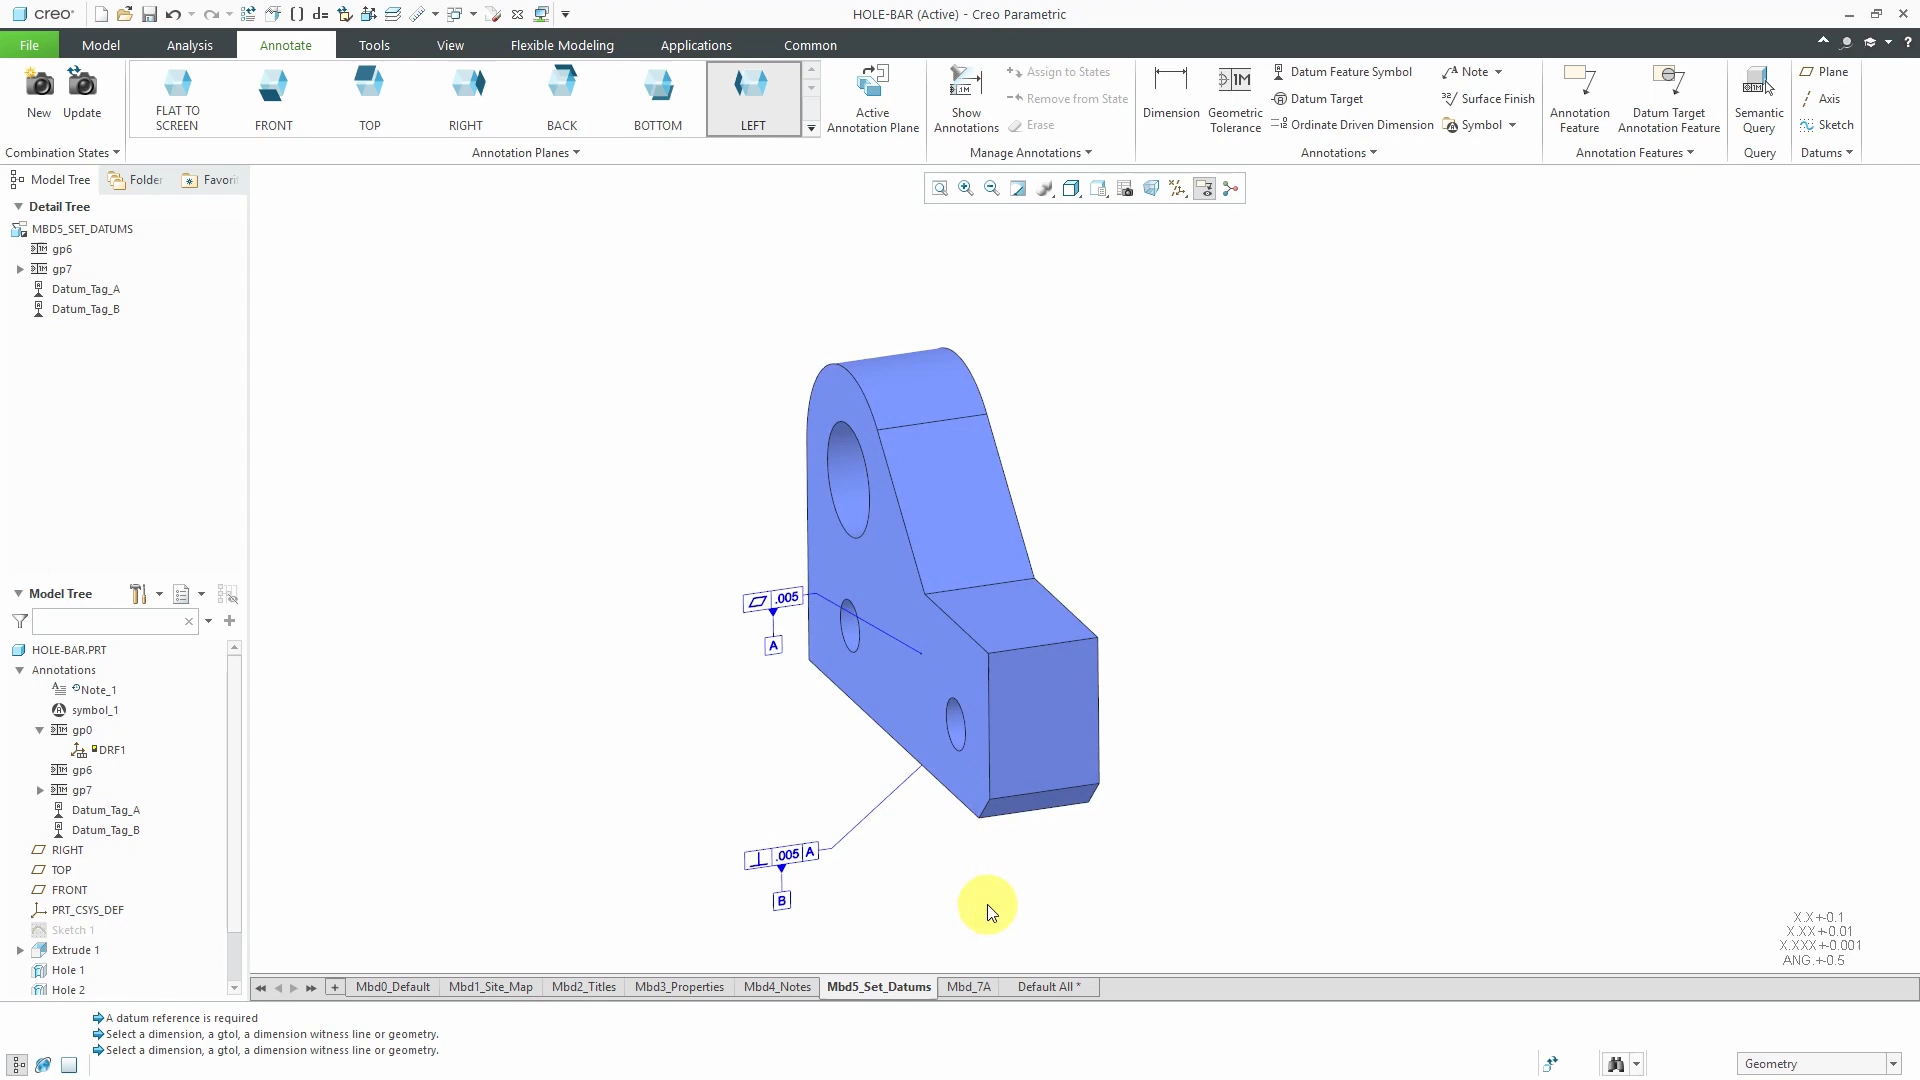 creo
HOLE-BAR (Active) - Creo Parametric
File
Model
Analysis
Annotate
Tools
View
Flexible Modeling
Applications
Common
New
Update
FLAT TO SCREEN
FRONT
TOP
RIGHT
BACK
BOTTOM
LEFT
Active Annotation Plane
Show Annotations
Assign to States
Remove from State
Erase
Dimension
Geometric Tolerance
Datum Feature Symbol
Datum Target
Ordinate Driven Dimension
Note
Surface Finish
Symbol
Annotation Feature
Datum Target Annotation Feature
Semantic Query
Plane
Axis
Sketch
Combination States
Annotation Planes
Manage Annotations
Annotations
Annotation Features
Query
Datums
Model Tree
Folder
Favori
Detail Tree
MBD5_SET_DATUMS
gp6
gp7
Datum_Tag_A
Datum_Tag_B
Model Tree
HOLE-BAR.PRT
Annotations
Note_1
symbol_1
gp0
DRF1
gp6
gp7
Datum_Tag_A
Datum_Tag_B
RIGHT
TOP
FRONT
PRT_CSYS_DEF
Sketch 1
Extrude 1
Hole 1
Hole 2
.005
A
.005 A
B
X.X+-0.1
X.XX+-0.01
X.XXX+-0.001
ANG.+-0.5
Mbd0_Default
Mbd1_Site_Map
Mbd2_Titles
Mbd3_Properties
Mbd4_Notes
Mbd5_Set_Datums
Mbd_7A
Default All *
A datum reference is required
Select a dimension, a gtol, a dimension witness line or geometry.
Select a dimension, a gtol, a dimension witness line or geometry.
Geometry